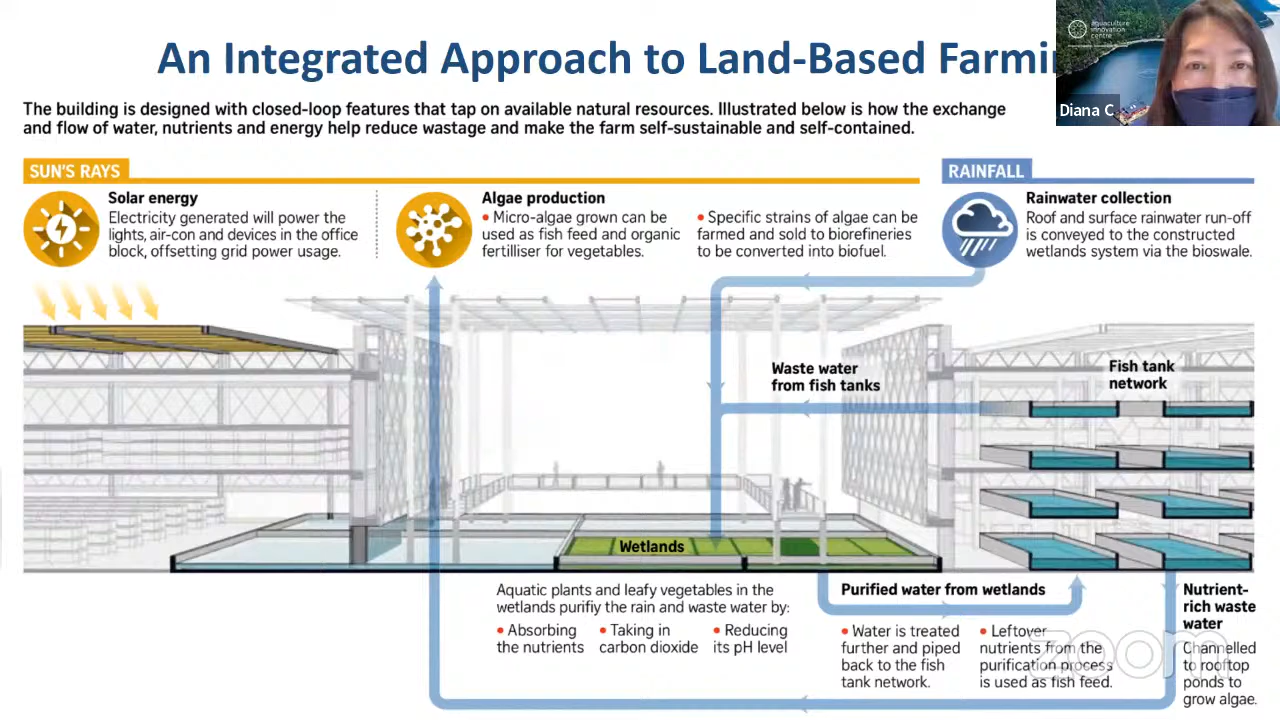 An Integrated Approach to Land-Based Farmin
aquaculture
innovation
centre
Diana C
The building is designed with closed-loop features that tap on available natural resources. Illustrated below is how the exchange
and flow of water, nutrients and energy help reduce wastage and make the farm self-sustainable and self-contained.
SUN'S RAYS
Solar energy
Electricity generated will power the
lights, air-con and devices in the office
block, offsetting grid power usage.
Algae production
• Micro-algae grown can be
used as fish feed and organic
fertilliser for vegetables.
• Specific strains of algae can be
farmed and sold to biorefineries
to be converted into biofuel.
RAINFALL
Rainwater collection
Roof and surface rainwater run-off
is conveyed to the constructed
wetlands system via the bioswale.
Waste water
from fish tanks
Fish tank
network
Wetlands
Aquatic plants and leafy vegetables in the
wetlands purifiy the rain and waste water by:
• Absorbing
the nutrients
• Taking in
carbon dioxide
• Reducing
its pH level
Purified water from wetlands
• Water is treated
further and piped
back to the fish
tank network.
• Leftover
nutrients from the
purification process
is used as fish feed.
Nutrient-
rich waste
water
Channelled
to rooftop
ponds to
grow algae.
zoom